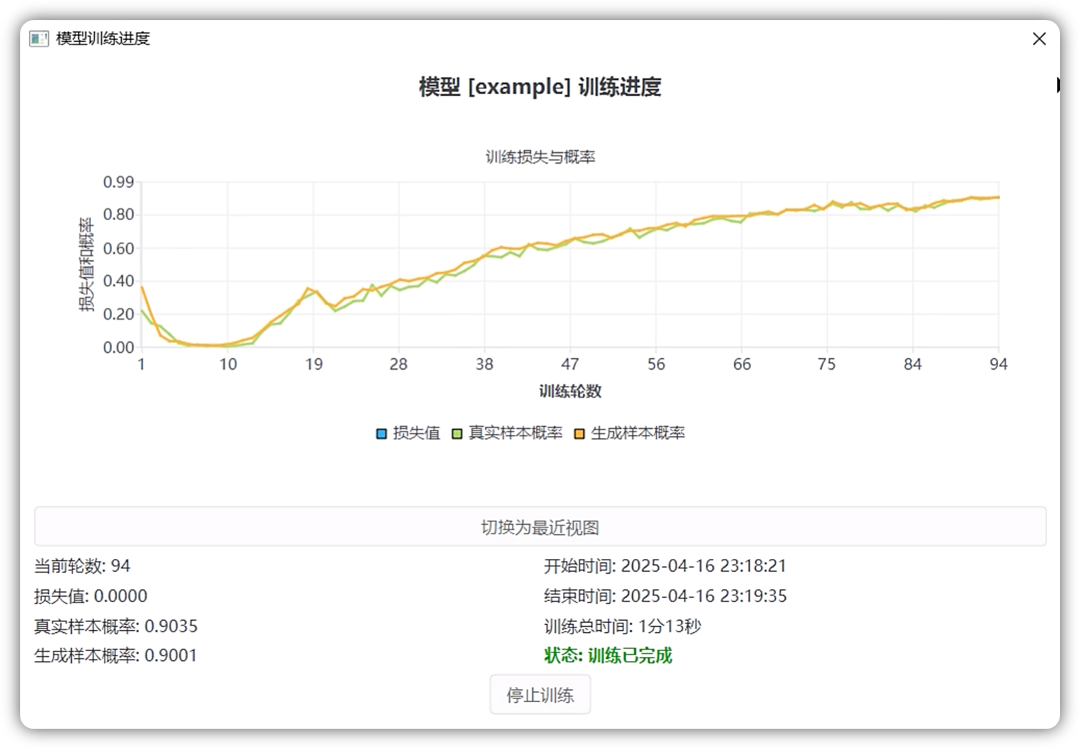 模型训练进度
模型 [example] 训练进度
训练损失与概率
0.99
0.80
0.60
0.40
0.20
0.00
损失值和概率
1 10 19 28 38 47 56 66 75 84 94
训练轮数
损失值 真实样本概率 生成样本概率
切换为最近视图
当前轮数: 94
损失值: 0.0000
真实样本概率: 0.9035
生成样本概率: 0.9001
开始时间: 2025-04-16 23:18:21
结束时间: 2025-04-16 23:19:35
训练总时间: 1分13秒
状态: 训练已完成
停止训练